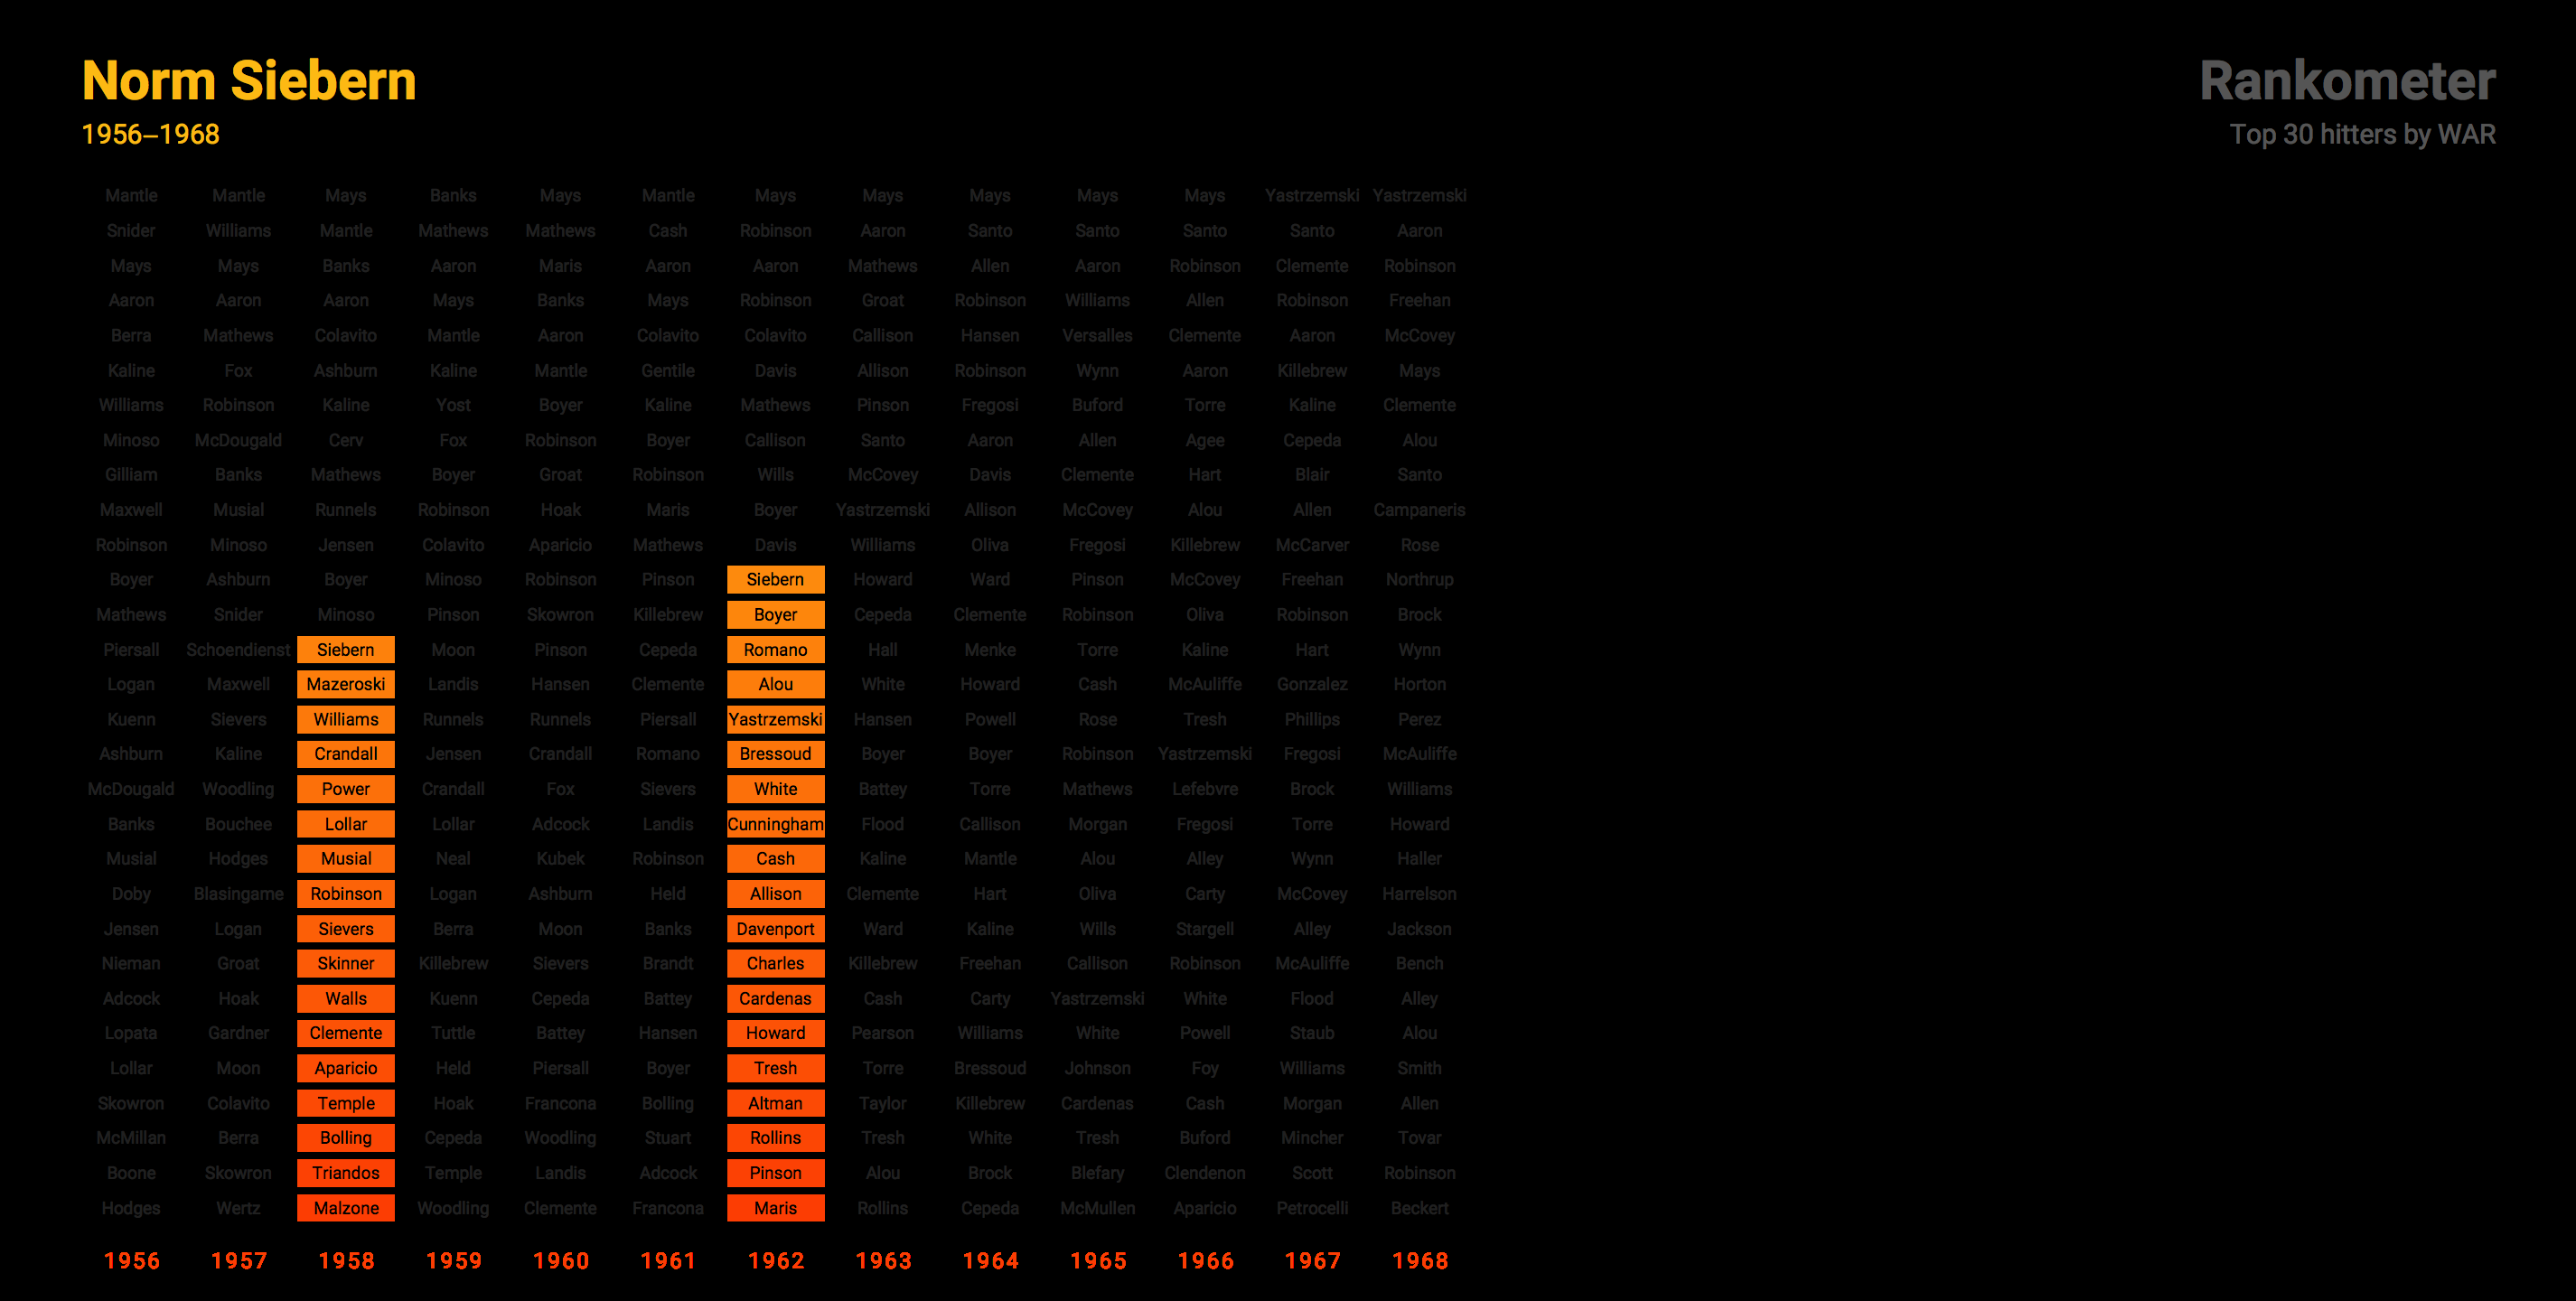 Norm Siebern
1956–1968
Rankometer
Top 30 hitters by WAR
Mantle Mantle Mays Banks Mays Mantle Mays Mays Mays Mays Mays Yastrzemski Yastrzemski
Snider Williams Mantle Mathews Mathews Cash Robinson Aaron Santo Santo Santo Santo Aaron
Mays Mays Banks Aaron Maris Aaron Aaron Mathews Allen Aaron Robinson Clemente Robinson
Aaron Aaron Aaron Mays Banks Mays Robinson Groat Robinson Williams Allen Robinson Freehan
Berra Mathews Colavito Mantle Aaron Colavito Colavito Callison Hansen Versalles Clemente Aaron McCovey
Kaline Fox Ashburn Kaline Mantle Gentile Davis Allison Robinson Wynn Aaron Killebrew Mays
Williams Robinson Kaline Yost Boyer Kaline Mathews Pinson Fregosi Buford Torre Kaline Clemente
Minoso McDougald Cerv Fox Robinson Boyer Callison Santo Aaron Allen Agee Cepeda Alou
Gilliam Banks Mathews Boyer Groat Robinson Wills McCovey Davis Clemente Hart Blair Santo
Maxwell Musial Runnels Robinson Hoak Maris Boyer Yastrzemski Allison McCovey Alou Allen Campaneris
Robinson Minoso Jensen Colavito Aparicio Mathews Davis Williams Oliva Fregosi Killebrew McCarver Rose
Boyer Ashburn Boyer Minoso Robinson Pinson Siebern Howard Ward Pinson McCovey Freehan Northrup
Mathews Snider Minoso Pinson Skowron Killebrew Boyer Cepeda Clemente Robinson Oliva Robinson Brock
Piersall Schoendienst Siebern Moon Pinson Cepeda Romano Hall Menke Torre Kaline Hart Wynn
Logan Maxwell Mazeroski Landis Hansen Clemente Alou White Howard Cash McAuliffe Gonzalez Horton
Kuenn Sievers Williams Runnels Runnels Piersall Yastrzemski Hansen Powell Rose Tresh Phillips Perez
Ashburn Kaline Crandall Jensen Crandall Romano Bressoud Boyer Boyer Robinson Yastrzemski Fregosi McAuliffe
McDougald Woodling Power Crandall Fox Sievers White Battey Torre Mathews Lefebvre Brock Williams
Banks Bouchee Lollar Lollar Adcock Landis Cunningham Flood Callison Morgan Fregosi Torre Howard
Musial Hodges Musial Neal Kubek Robinson Cash Kaline Mantle Alou Alley Wynn Haller
Doby Blasingame Robinson Logan Ashburn Held Allison Clemente Hart Oliva Carty McCovey Harrelson
Jensen Logan Sievers Berra Moon Banks Davenport Ward Kaline Wills Stargell Alley Jackson
Nieman Groat Skinner Killebrew Sievers Brandt Charles Killebrew Freehan Callison Robinson McAuliffe Bench
Adcock Hoak Walls Kuenn Cepeda Battey Cardenas Cash Carty Yastrzemski White Flood Alley
Lopata Gardner Clemente Tuttle Battey Hansen Howard Pearson Williams White Powell Staub Alou
Lollar Moon Aparicio Held Piersall Boyer Tresh Torre Bressoud Johnson Foy Williams Smith
Skowron Colavito Temple Hoak Francona Bolling Altman Taylor Killebrew Cardenas Cash Morgan Allen
McMillan Berra Bolling Cepeda Woodling Stuart Rollins Tresh White Tresh Buford Mincher Tovar
Boone Skowron Triandos Temple Landis Adcock Pinson Alou Brock Blefary Clendenon Scott Robinson
Hodges Wertz Malzone Woodling Clemente Francona Maris Rollins Cepeda McMullen Aparicio Petrocelli Beckert
1956 1957 1958 1959 1960 1961 1962 1963 1964 1965 1966 1967 1968